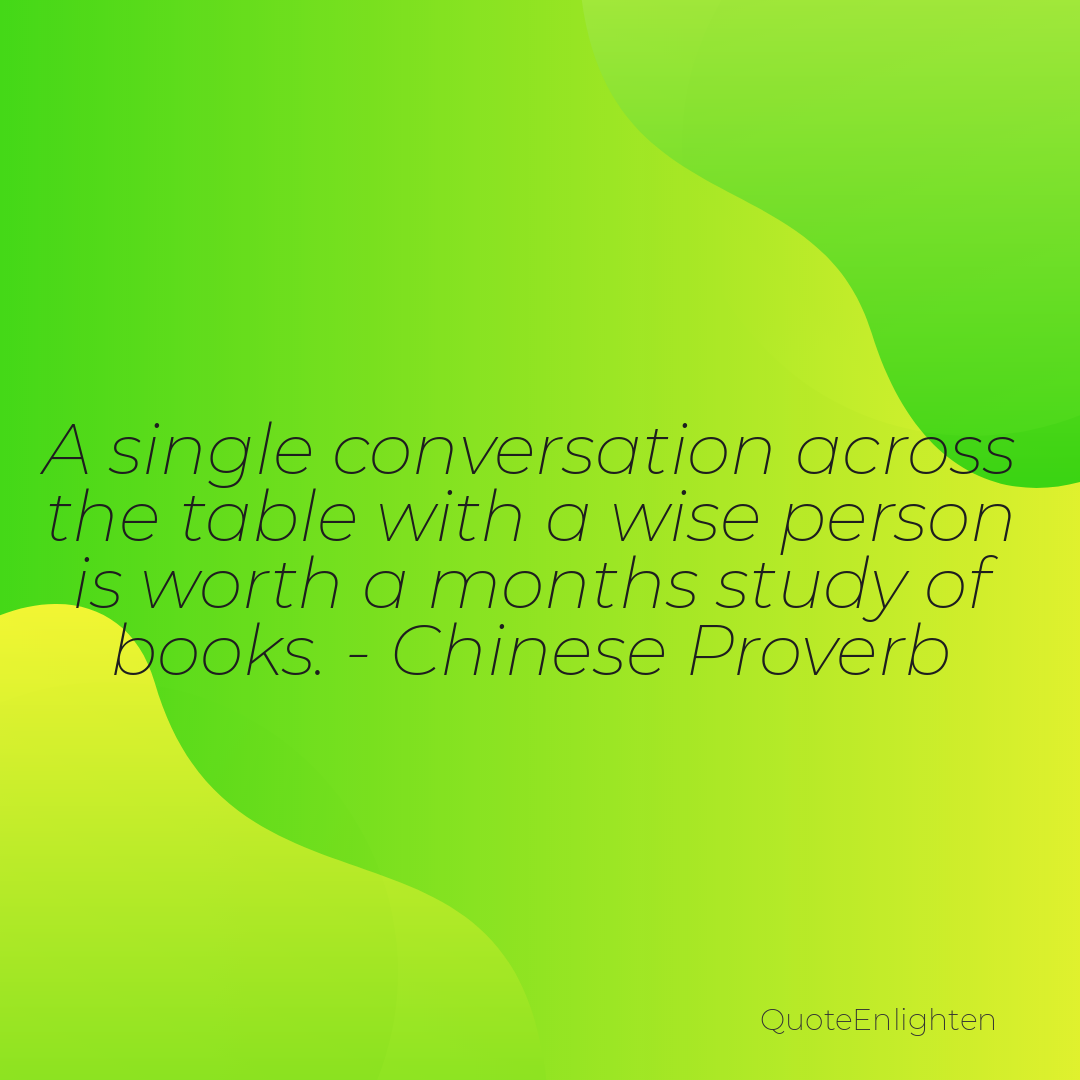 A single conversation across
the table with a wise person
is worth a months study of
books. - Chinese Proverb
QuoteEnlighten